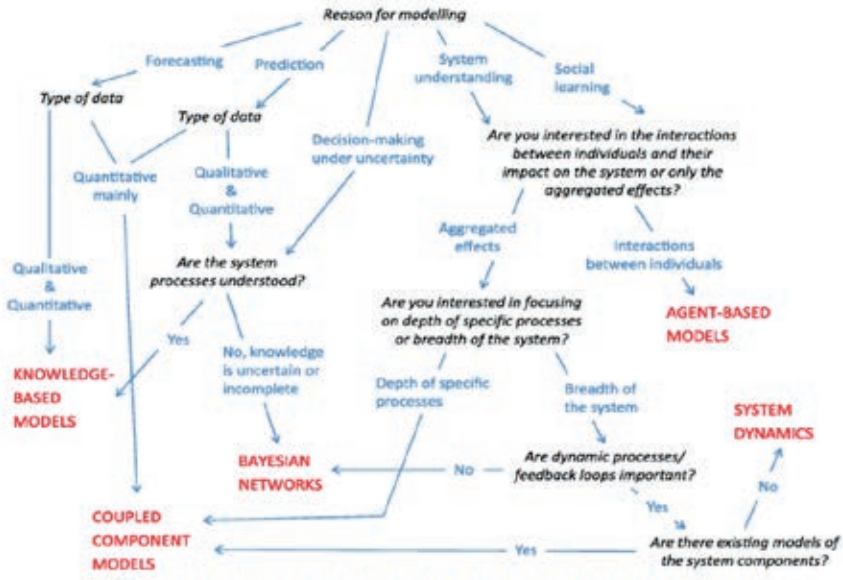 Reason for modelling
Forecasting
Prediction
System
understanding
Social
learning
Type of data
Type of data
Decision-making
under uncertainty
Are you interested in the interactions
between individuals and their
impact on the system or only the
aggregated effects?
Quantitative
mainly
Qualitative
&
Quantitative
Aggregated
effects
Interactions
between individuals
Qualitative
&
Quantitative
Are the system
processes understood?
Are you interested in focusing
on depth of specific processes
or breadth of the system?
AGENT-BASED
MODELS
Yes
No, knowledge
is uncertain or
incomplete
Depth of specific
processes
Breadth of
the system
KNOWLEDGE-
BASED
MODELS
SYSTEM
DYNAMICS
BAYESIAN
NETWORKS
No
Are dynamic processes/
feedback loops important?
No
Yes
COUPLED
COMPONENT
MODELS
Yes
Are there existing models of
the system components?